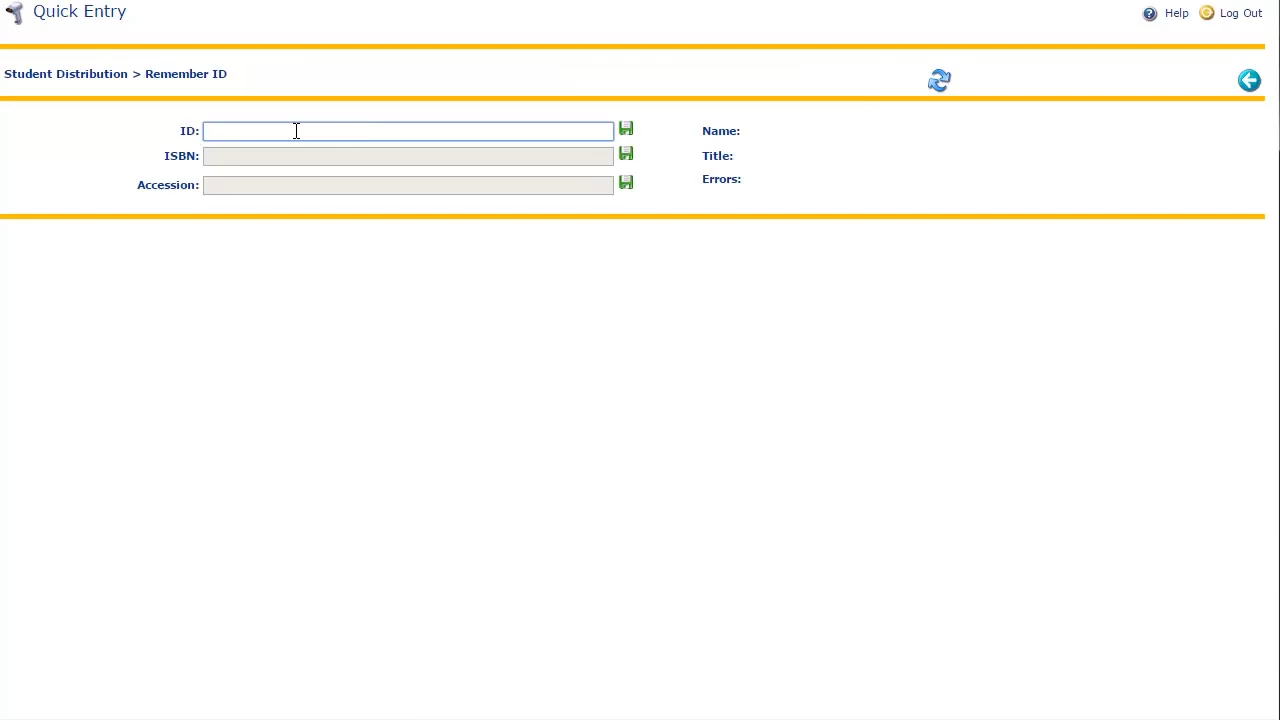 Quick Entry
Help
Log Out
Student Distribution > Remember ID
ID:
Name:
ISBN:
Title:
Errors:
Accession: